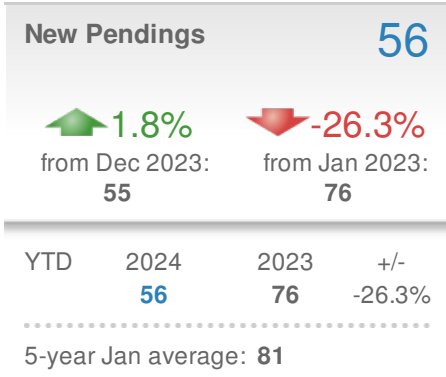 New Pendings 56
1.8% -26.3%
from Dec 2023: from Jan 2023:
55 76
YTD 2024 2023 +/-
56 76 -26.3%
5-year Jan average: 81